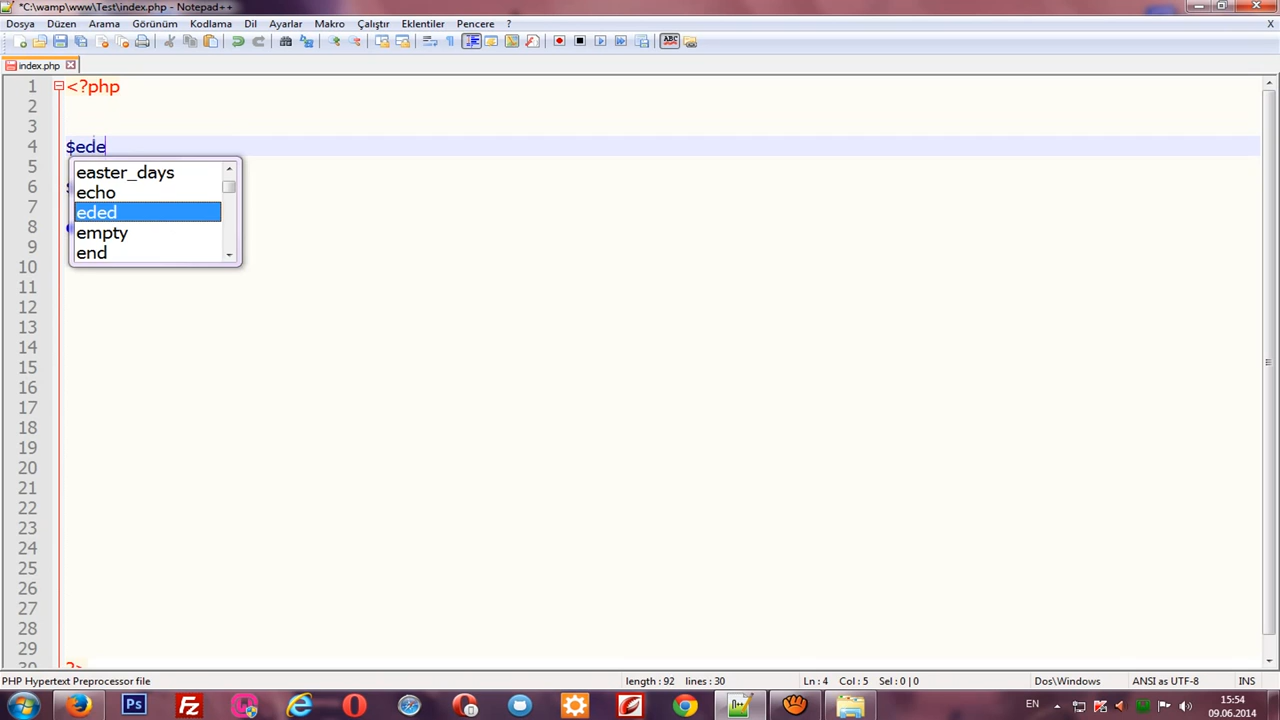 *C:\wamp\www\Test\index.php - Notepad++
Dosya Düzen Arama Görünüm Kodlama Dil Ayarlar Makro Çalıştır Eklentiler Pencere ? X
index.php
1 <?php
2
3
4 $ede
5 easter_days
6 echo
7 eded
8 empty
9 end
10
11
12
13
14
15
16
17
18
19
20
21
22
23
24
25
26
27
28
29
30 ?>
PHP Hypertext Preprocessor file length : 92 lines : 30 Ln : 4 Col : 5 Sel : 0 | 0 Dos\Windows ANSI as UTF-8 INS
EN 15:54
09.06.2014